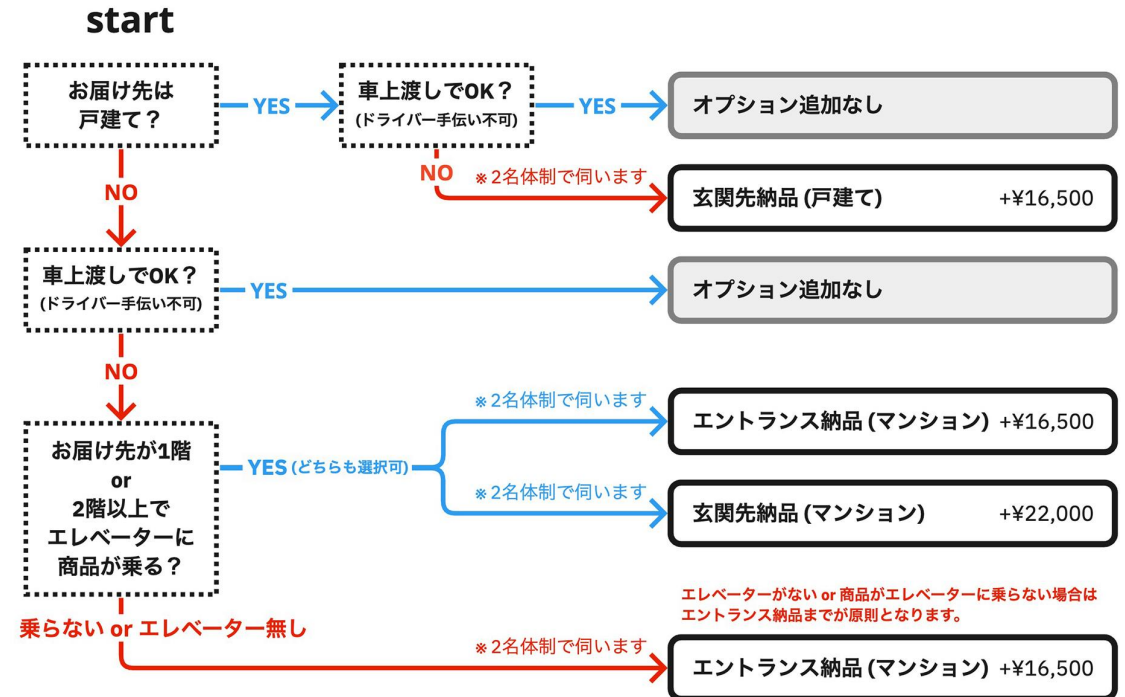 start
お届け先は
戸建て？
YES
車上渡しでOK？
(ドライバー手伝い不可)
YES
オプション追加なし
NO
※ 2名体制で伺います
玄関先納品 (戸建て) +¥16,500
NO
車上渡しでOK？
(ドライバー手伝い不可)
YES
オプション追加なし
NO
お届け先が1階
or
2階以上で
エレベーターに
商品が乗る？
YES (どちらも選択可)
※ 2名体制で伺います
エントランス納品 (マンション) +¥16,500
※ 2名体制で伺います
玄関先納品 (マンション) +¥22,000
乗らない or エレベーター無し
エレベーターがない or 商品がエレベーターに乗らない場合は
エントランス納品までが原則となります。
※ 2名体制で伺います
エントランス納品 (マンション) +¥16,500